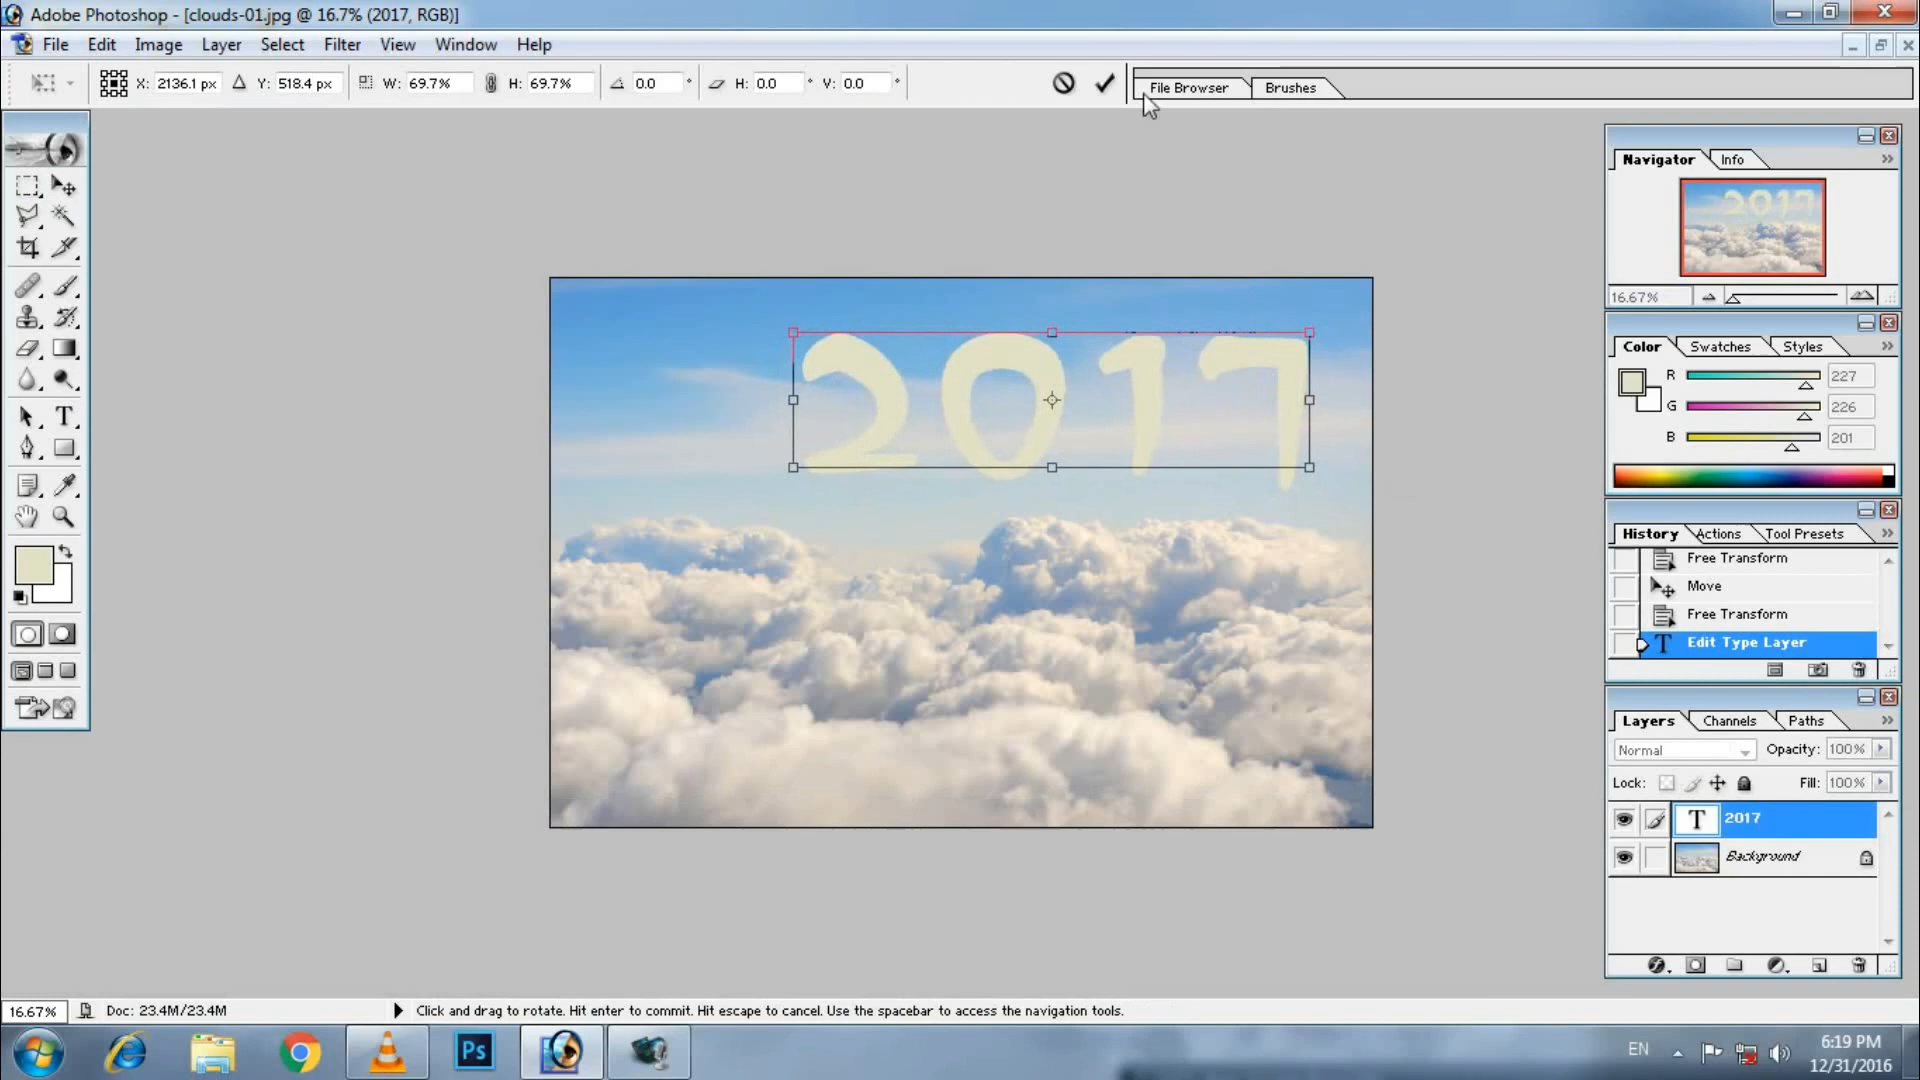 Adobe Photoshop - [clouds-01.jpg @ 16.7% (2017, RGB)]
File Edit Image Layer Select Filter View Window Help
X: 2136.1 px Y: 518.4 px W: 69.7% H: 69.7% 0.0 ° H: 0.0 ° V: 0.0 °
File Browser Brushes
Navigator Info
2017
16.67%
Color Swatches Styles
R 227
G 226
B 201
2017
History Actions Tool Presets
Free Transform
Move
Free Transform
T Edit Type Layer
T
Layers Channels Paths
Normal Opacity: 100%
Lock: Fill: 100%
T 2017
Background
16.67% Doc: 23.4M/23.4M Click and drag to rotate. Hit enter to commit. Hit escape to cancel. Use the spacebar to access the navigation tools.
Ps
EN
6:19 PM
12/31/2016